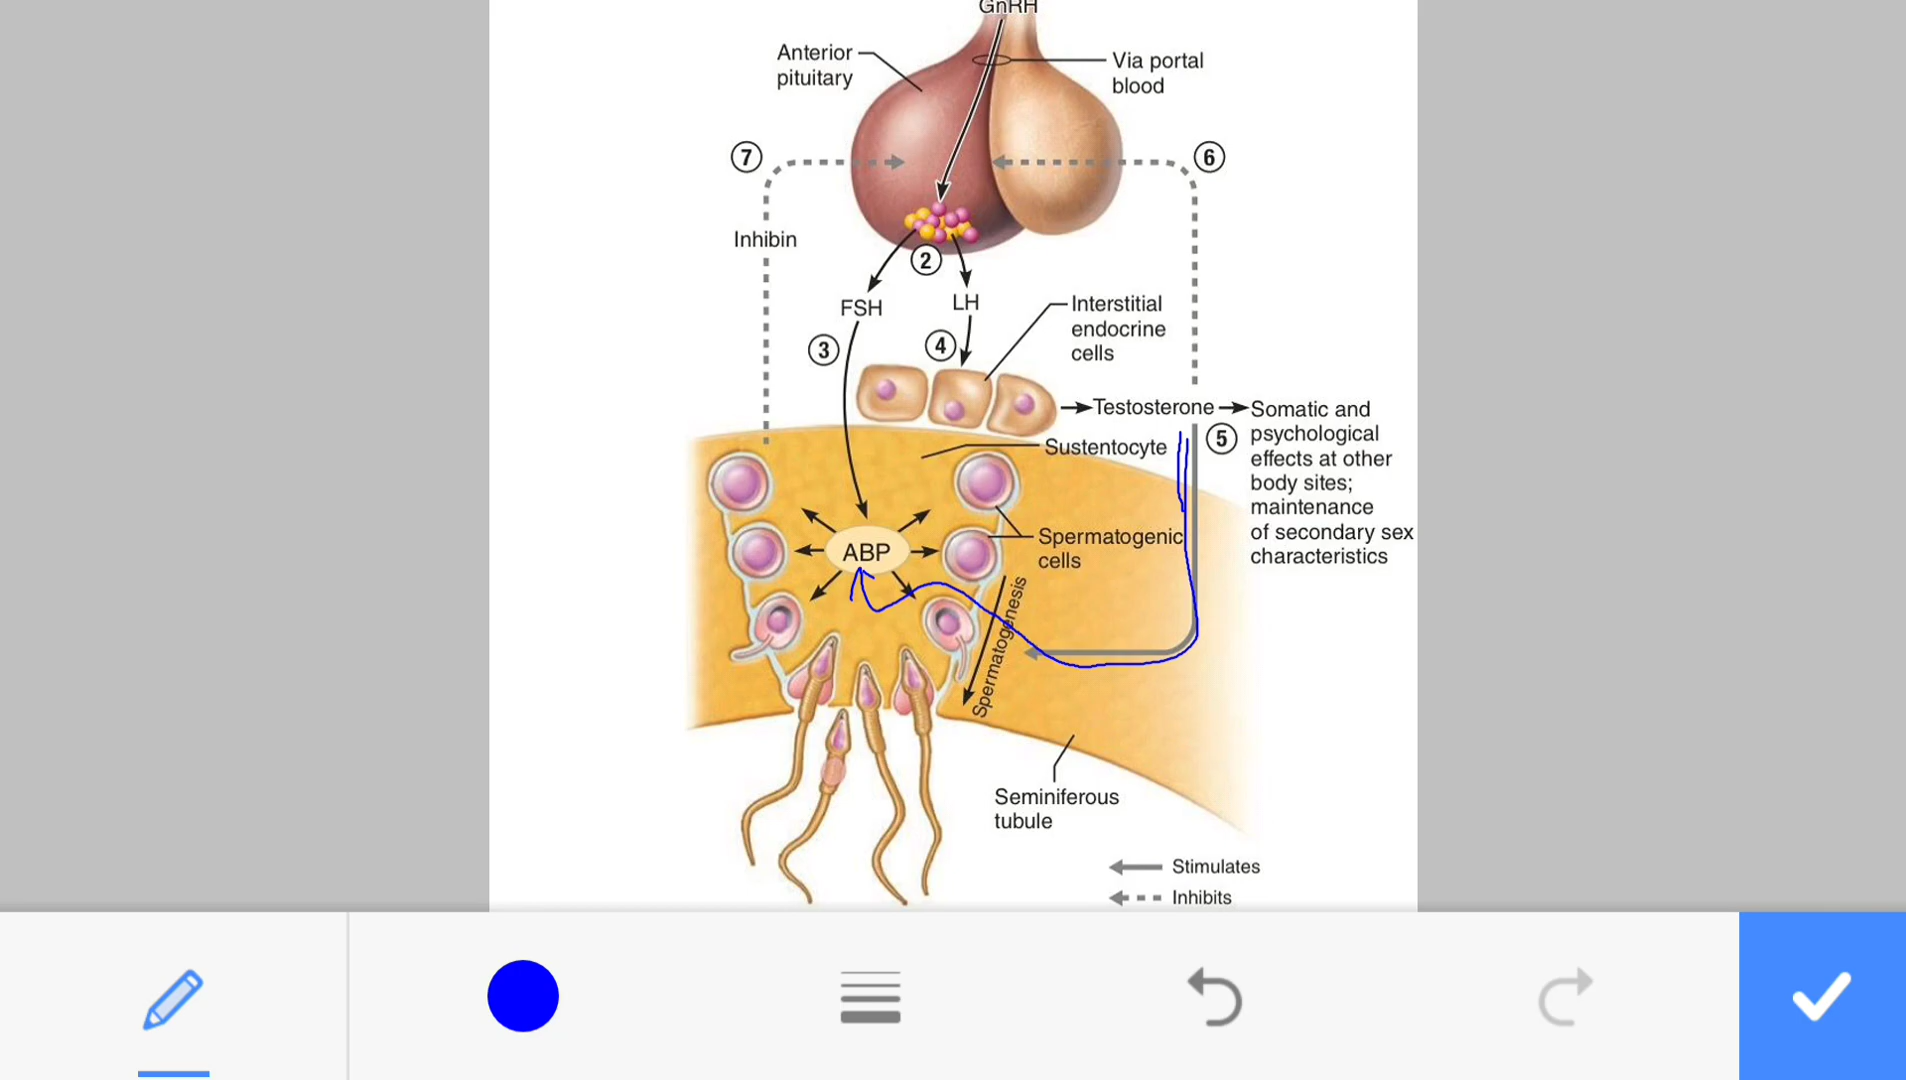 GnRH
Anterior
pituitary
Via portal
blood
7
6
Inhibin
2
FSH
LH
Interstitial
endocrine
cells
3
4
Testosterone
Somatic and
psychological
effects at other
body sites;
maintenance
of secondary sex
characteristics
5
Sustentocyte
ABP
Spermatogenic
cells
Spermatogenesis
Seminiferous
tubule
Stimulates
Inhibits